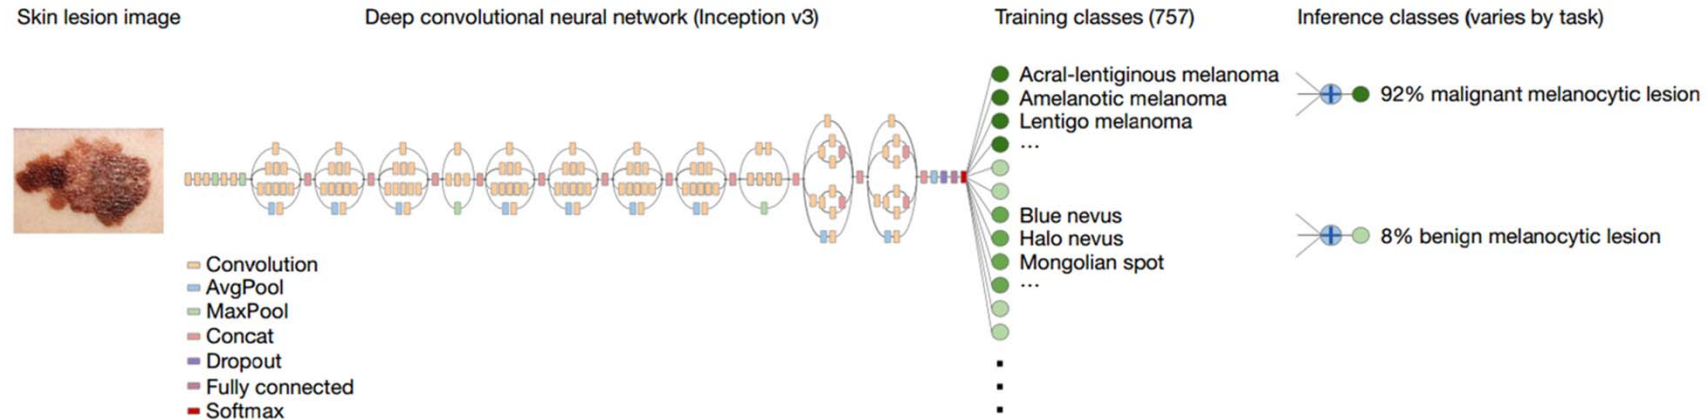 Skin lesion image
Deep convolutional neural network (Inception v3)
Training classes (757)
Inference classes (varies by task)
Acral-lentiginous melanoma
Amelanotic melanoma
Lentigo melanoma
...
Blue nevus
Halo nevus
Mongolian spot
...
92% malignant melanocytic lesion
8% benign melanocytic lesion
Convolution
AvgPool
MaxPool
Concat
Dropout
Fully connected
Softmax